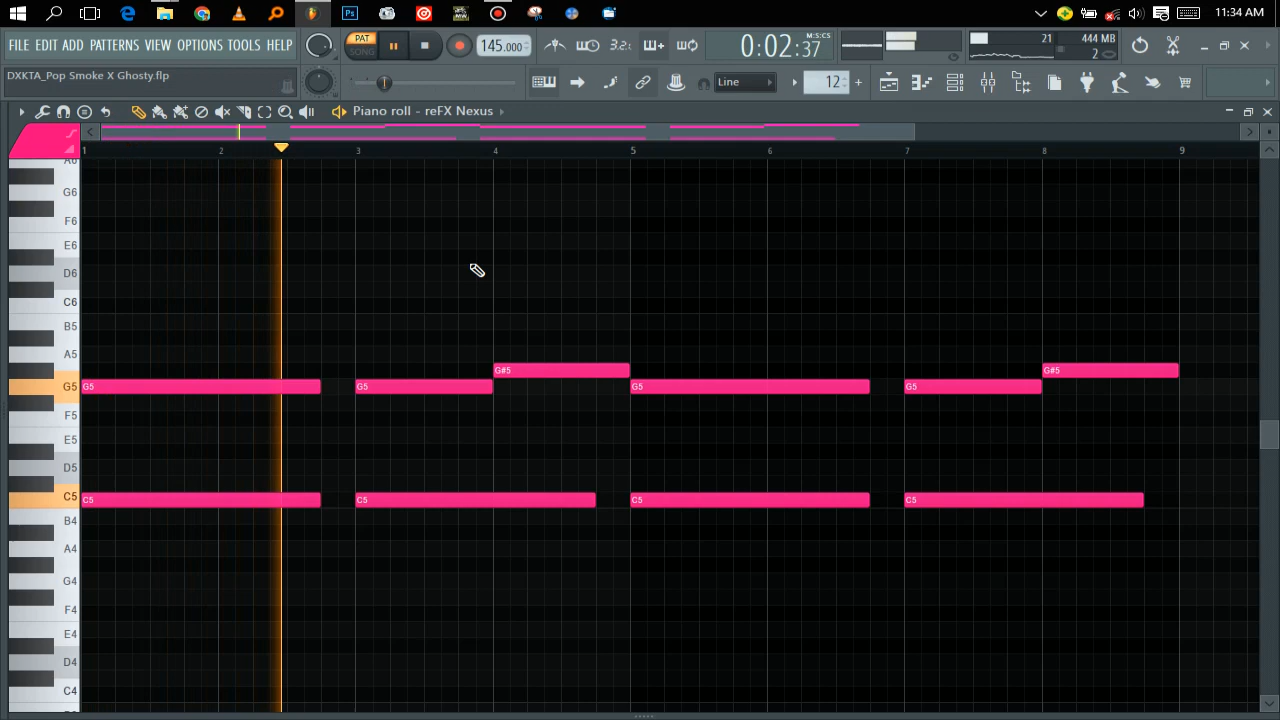 11:34 AM
FILE EDIT ADD PATTERNS VIEW OPTIONS TOOLS HELP
PAT
SONG
145.000
3.2.
0:02:37
M:S:CS
21
444 MB
2
DXKTA_Pop Smoke X Ghosty.flp
Line
12
Piano roll - reFX Nexus
1 2 3 4 5 6 7 8 9
A6
G6
F6
E6
D6
C6
B5
A5
G#5 G#5
G5 G5 G5 G5 G5
F5
E5
D5
C5 C5 C5 C5 C5
B4
A4
G4
F4
E4
D4
C4